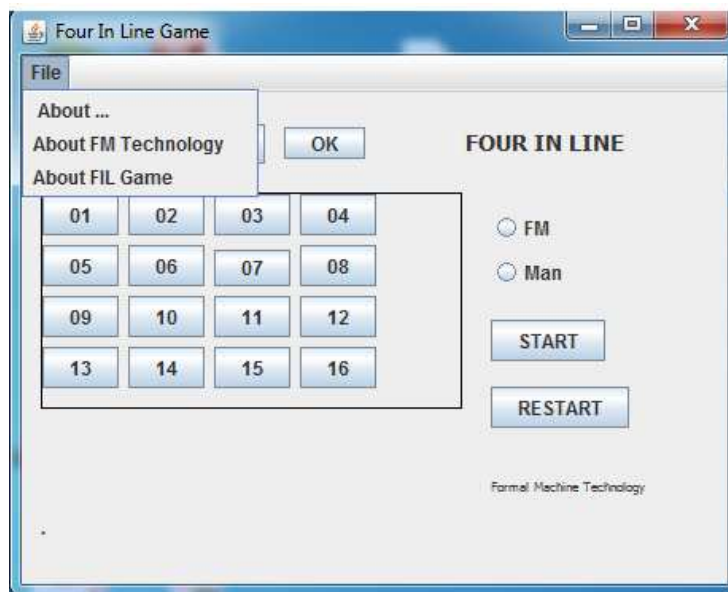 Four In Line Game
File
About ...
About FM Technology
About FIL Game
OK
FOUR IN LINE
01 02 03 04
05 06 07 08
09 10 11 12
13 14 15 16
FM
Man
START
RESTART
Formal Machine Technology
.